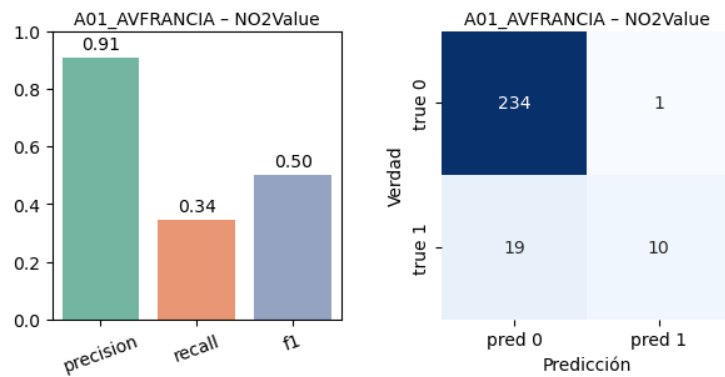 A01_AVFRANCIA – NO2Value
1.0
0.8
0.6
0.4
0.2
0.0
0.91
0.34
0.50
precision
recall
f1
A01_AVFRANCIA – NO2Value
Verdad
true 0
true 1
234
1
19
10
pred 0
pred 1
Predicción